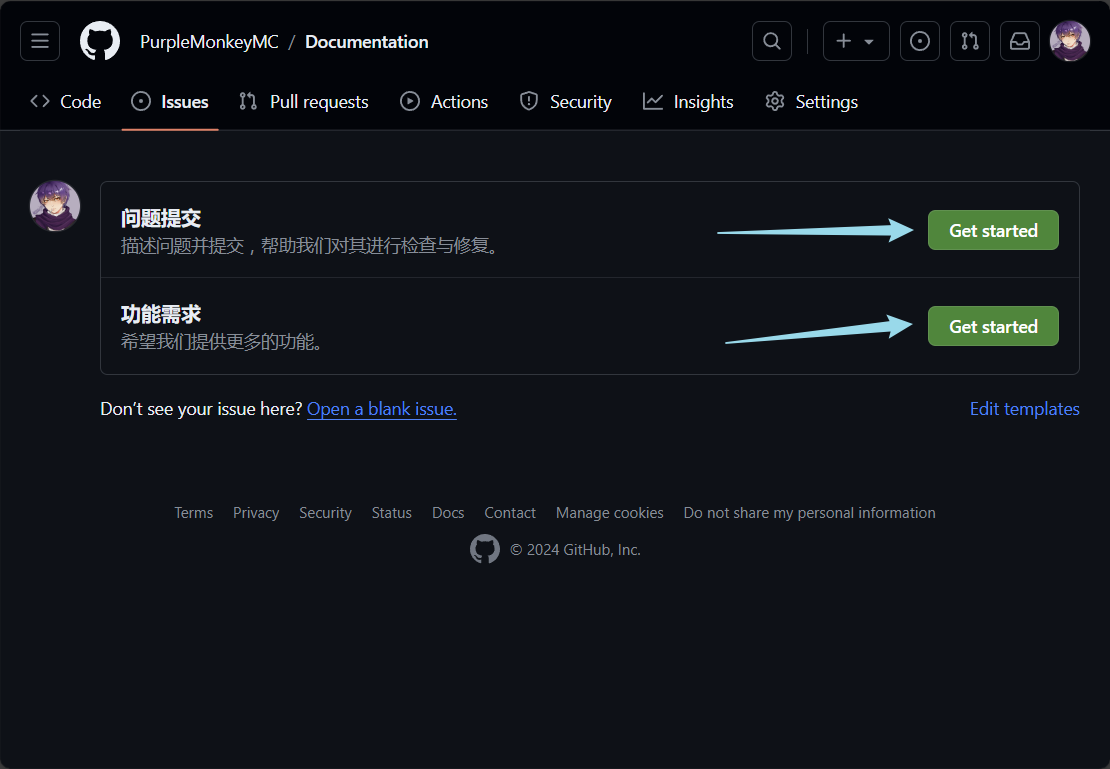 PurpleMonkeyMC / Documentation
Code Issues Pull requests Actions Security Insights Settings
问题提交
描述问题并提交，帮助我们对其进行检查与修复。
Get started
功能需求
希望我们提供更多的功能。
Get started
Don’t see your issue here? Open a blank issue. Edit templates
Terms Privacy Security Status Docs Contact Manage cookies Do not share my personal information
© 2024 GitHub, Inc.